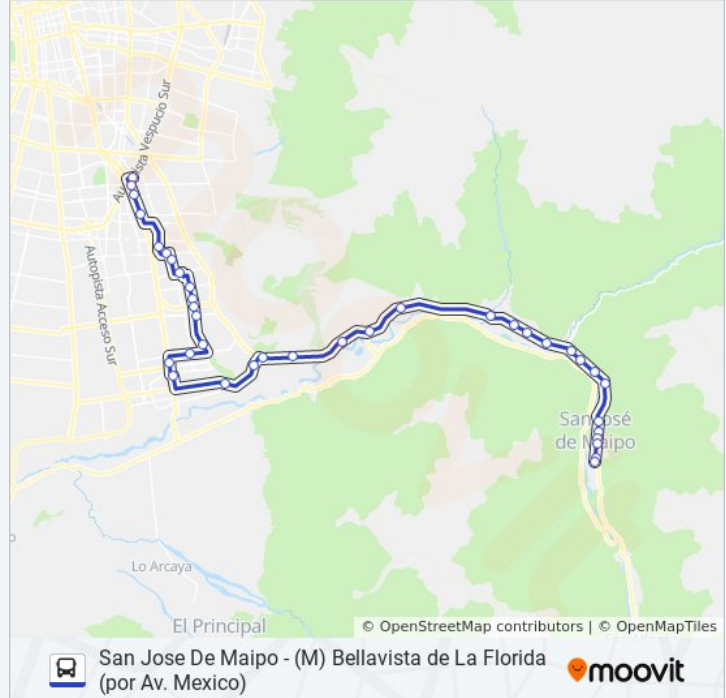 Autopista Vespucio Sur
Autopista Acceso Sur
San José
de Maipo
Lo Arcaya
El Principal
© OpenStreetMap contributors | © OpenMapTiles
San Jose De Maipo - (M) Bellavista de La Florida
(por Av. Mexico)
moovit